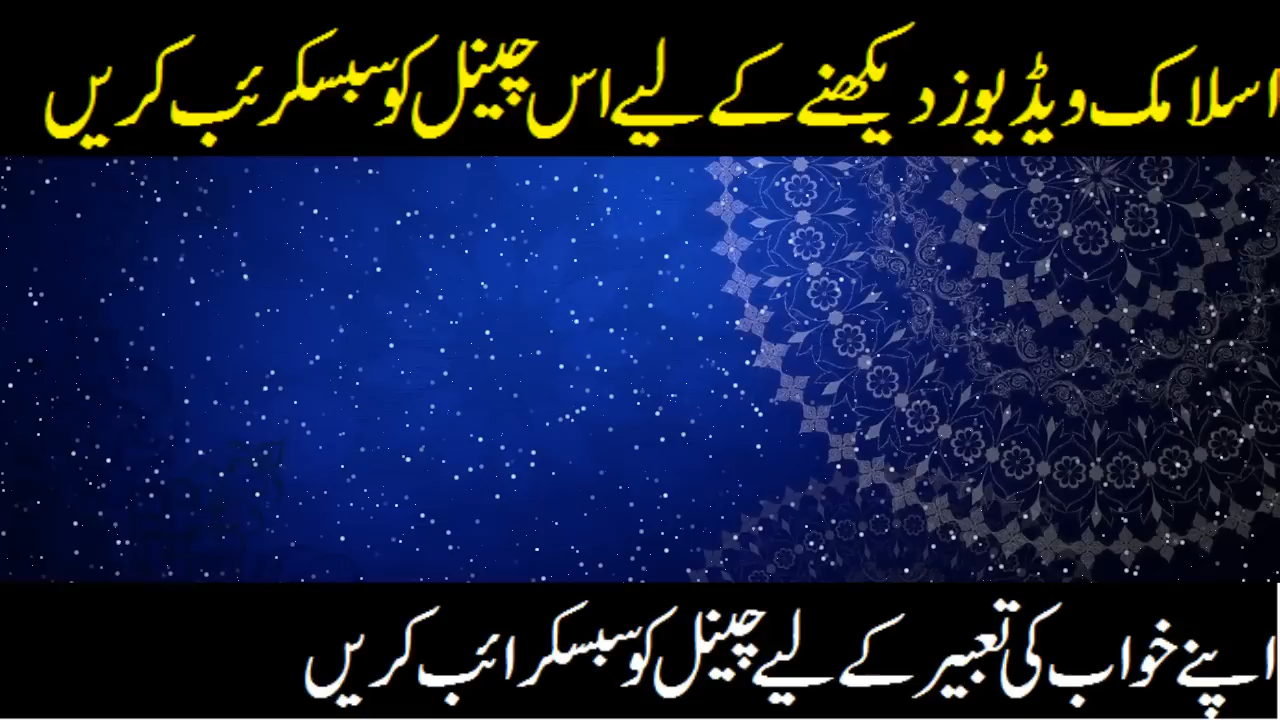 اسلامک ویڈیوز دیکھنے کے لیے اس چینل کو سبسکرئب کریں
اپنے خواب کی تعبیر کے لیے چینل کو سبسکرائب کریں